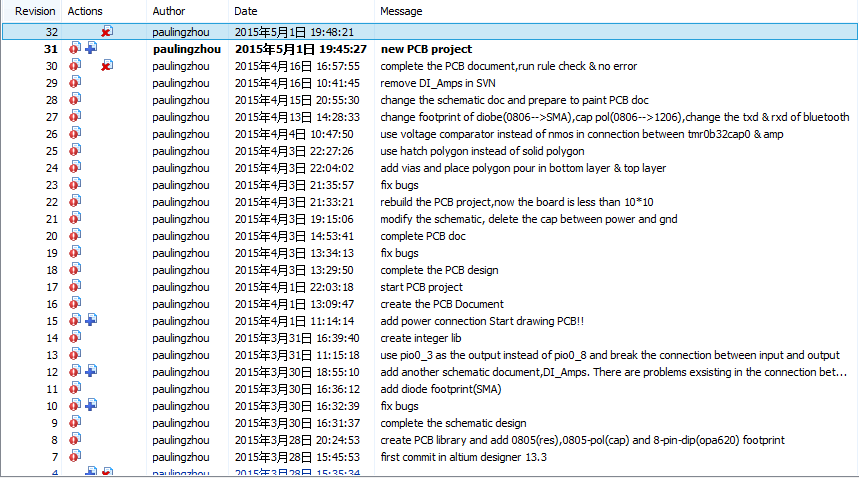 Revision Actions Author Date Message
32 paulingzhou 2015年5月1日 19:48:21
31 paulingzhou 2015年5月1日 19:45:27 new PCB project
30 paulingzhou 2015年4月16日 16:57:55 complete the PCB document,run rule check & no error
29 paulingzhou 2015年4月16日 10:41:45 remove DI_Amps in SVN
28 paulingzhou 2015年4月15日 20:55:30 change the schematic doc and prepare to paint PCB doc
27 paulingzhou 2015年4月13日 14:28:33 change footprint of diobe(0806-->SMA),cap pol(0806-->1206),change the txd & rxd of bluetooth
26 paulingzhou 2015年4月4日 10:47:50 use voltage comparator instead of nmos in connection between tmr0b32cap0 & amp
25 paulingzhou 2015年4月3日 22:27:26 use hatch polygon instead of solid polygon
24 paulingzhou 2015年4月3日 22:04:02 add vias and place polygon pour in bottom layer & top layer
23 paulingzhou 2015年4月3日 21:35:57 fix bugs
22 paulingzhou 2015年4月3日 21:33:21 rebuild the PCB project,now the board is less than 10*10
21 paulingzhou 2015年4月3日 19:15:06 modify the schematic, delete the cap between power and gnd
20 paulingzhou 2015年4月3日 14:53:41 complete PCB doc
19 paulingzhou 2015年4月3日 13:34:13 fix bugs
18 paulingzhou 2015年4月3日 13:29:50 complete the PCB design
17 paulingzhou 2015年4月1日 22:03:18 start PCB project
16 paulingzhou 2015年4月1日 13:09:47 create the PCB Document
15 paulingzhou 2015年4月1日 11:14:14 add power connection Start drawing PCB!!
14 paulingzhou 2015年3月31日 16:39:40 create integer lib
13 paulingzhou 2015年3月31日 11:15:18 use pio0_3 as the output instead of pio0_8 and break the connection between input and output
12 paulingzhou 2015年3月30日 18:55:10 add another schematic document,DI_Amps. There are problems exsisting in the connection bet...
11 paulingzhou 2015年3月30日 16:36:12 add diode footprint(SMA)
10 paulingzhou 2015年3月30日 16:32:39 fix bugs
9 paulingzhou 2015年3月30日 16:31:37 complete the schematic design
8 paulingzhou 2015年3月28日 20:24:53 create PCB library and add 0805(res),0805-pol(cap) and 8-pin-dip(opa620) footprint
7 paulingzhou 2015年3月28日 15:45:53 first commit in altium designer 13.3
4 paulingzhou 2015年3月28日 15:35:34